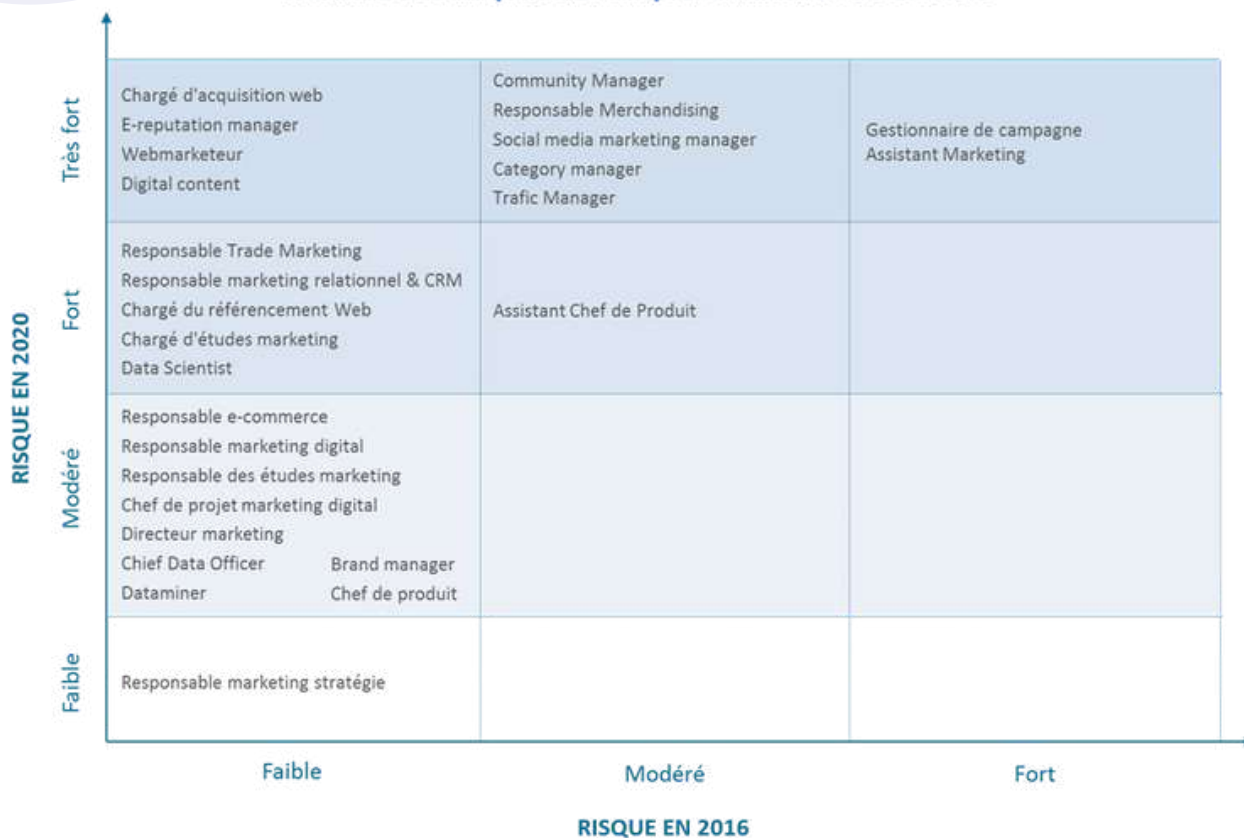 Très fort
Chargé d'acquisition web
E-reputation manager
Webmarketeur
Digital content
Community Manager
Responsable Merchandising
Social media marketing manager
Category manager
Trafic Manager
Gestionnaire de campagne
Assistant Marketing
Fort
Responsable Trade Marketing
Responsable marketing relationnel & CRM
Chargé du référencement Web
Chargé d'études marketing
Data Scientist
Assistant Chef de Produit
RISQUE EN 2020
Modéré
Responsable e-commerce
Responsable marketing digital
Responsable des études marketing
Chef de projet marketing digital
Directeur marketing
Chief Data Officer Brand manager
Dataminer Chef de produit
Faible
Responsable marketing stratégie
Faible Modéré Fort
RISQUE EN 2016